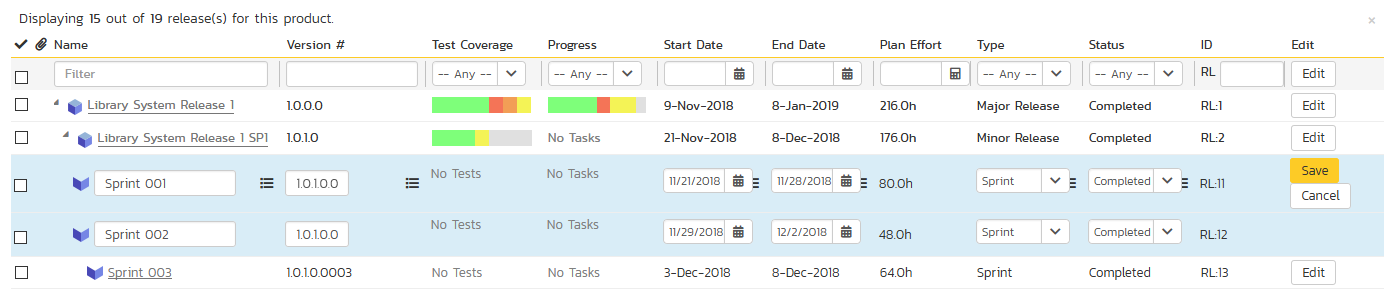 Displaying 15 out of 19 release(s) for this product.
×
Name Version # Test Coverage Progress Start Date End Date Plan Effort Type Status ID Edit
Filter -- Any -- -- Any -- -- Any -- -- Any -- RL Edit
Library System Release 1 1.0.0.0 9-Nov-2018 8-Jan-2019 216.0h Major Release Completed RL:1 Edit
Library System Release 1 SP1 1.0.1.0 No Tasks 21-Nov-2018 8-Dec-2018 176.0h Minor Release Completed RL:2 Edit
Sprint 001 1.0.1.0.0 No Tests No Tasks 11/21/2018 11/28/2018 80.0h Sprint Completed RL:11 Save
Cancel
Sprint 002 1.0.1.0.0 No Tests No Tasks 11/29/2018 12/2/2018 48.0h Sprint Completed RL:12
Sprint 003 1.0.1.0.0003 No Tests No Tasks 3-Dec-2018 8-Dec-2018 64.0h Sprint Completed RL:13 Edit